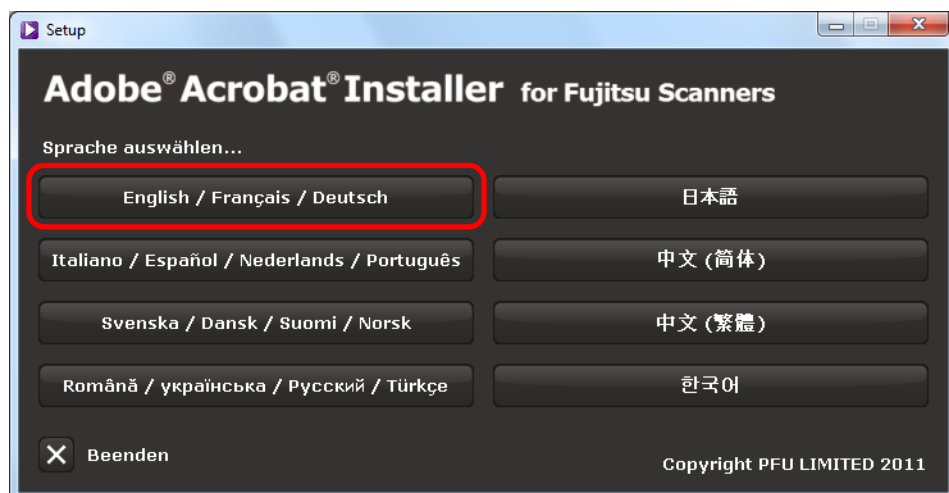 Setup
Adobe® Acrobat® Installer for Fujitsu Scanners
Sprache auswählen...
English / Français / Deutsch
日本語
Italiano / Español / Nederlands / Português
中文 (简体)
Svenska / Dansk / Suomi / Norsk
中文 (繁體)
Română / українська / Русский / Türkçe
한국어
Beenden
Copyright PFU LIMITED 2011